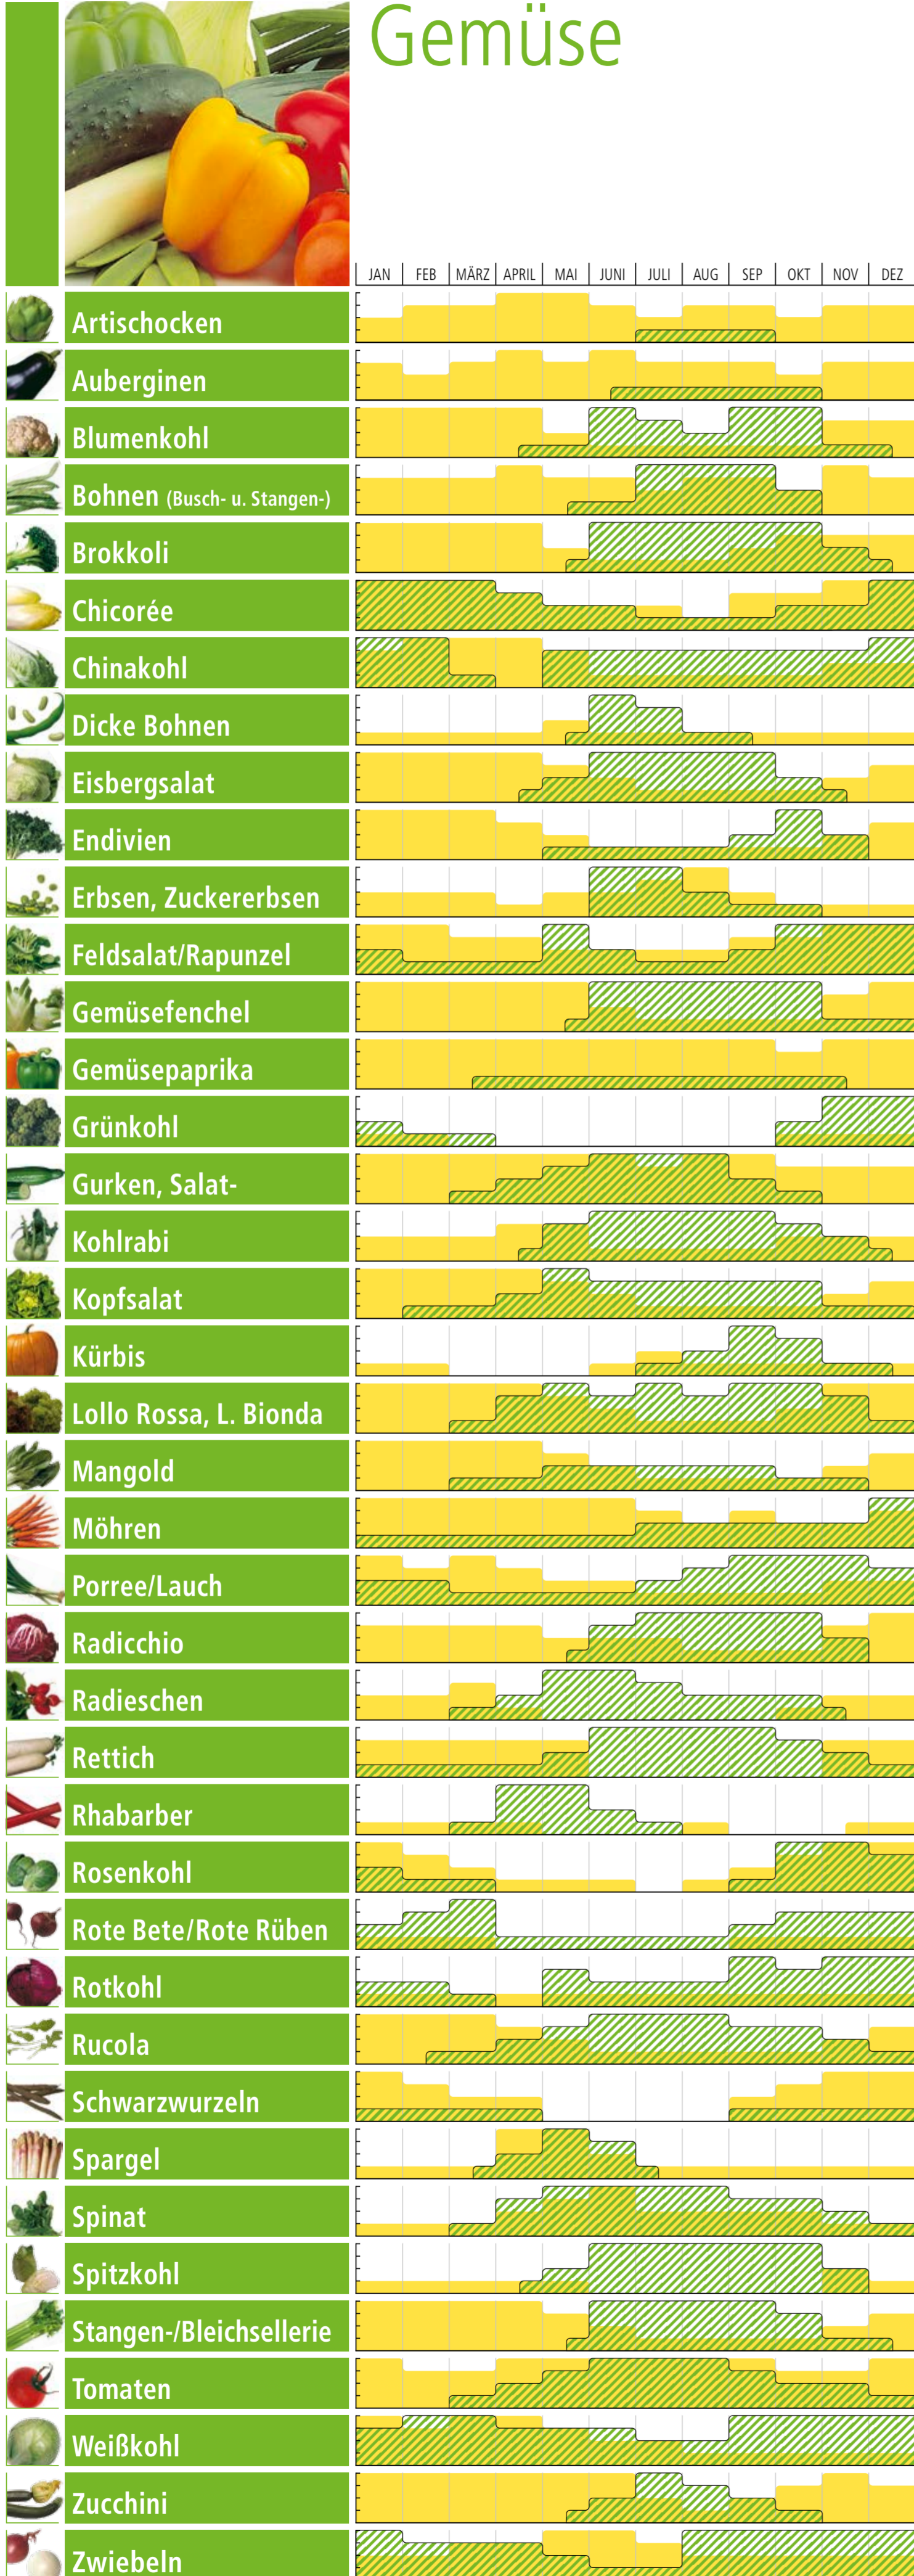 Gemüse
JAN FEB MÄRZ APRIL MAI JUNI JULI AUG SEP OKT NOV DEZ
Artischocken
Auberginen
Blumenkohl
Bohnen (Busch- u. Stangen-)
Brokkoli
Chicorée
Chinakohl
Dicke Bohnen
Eisbergsalat
Endivien
Erbsen, Zuckererbsen
Feldsalat/Rapunzel
Gemüsefenchel
Gemüsepaprika
Grünkohl
Gurken, Salat-
Kohlrabi
Kopfsalat
Kürbis
Lollo Rossa, L. Bionda
Mangold
Möhren
Porree/Lauch
Radicchio
Radieschen
Rettich
Rhabarber
Rosenkohl
Rote Bete/Rote Rüben
Rotkohl
Rucola
Schwarzwurzeln
Spargel
Spinat
Spitzkohl
Stangen-/Bleichsellerie
Tomaten
Weißkohl
Zucchini
Zwiebeln